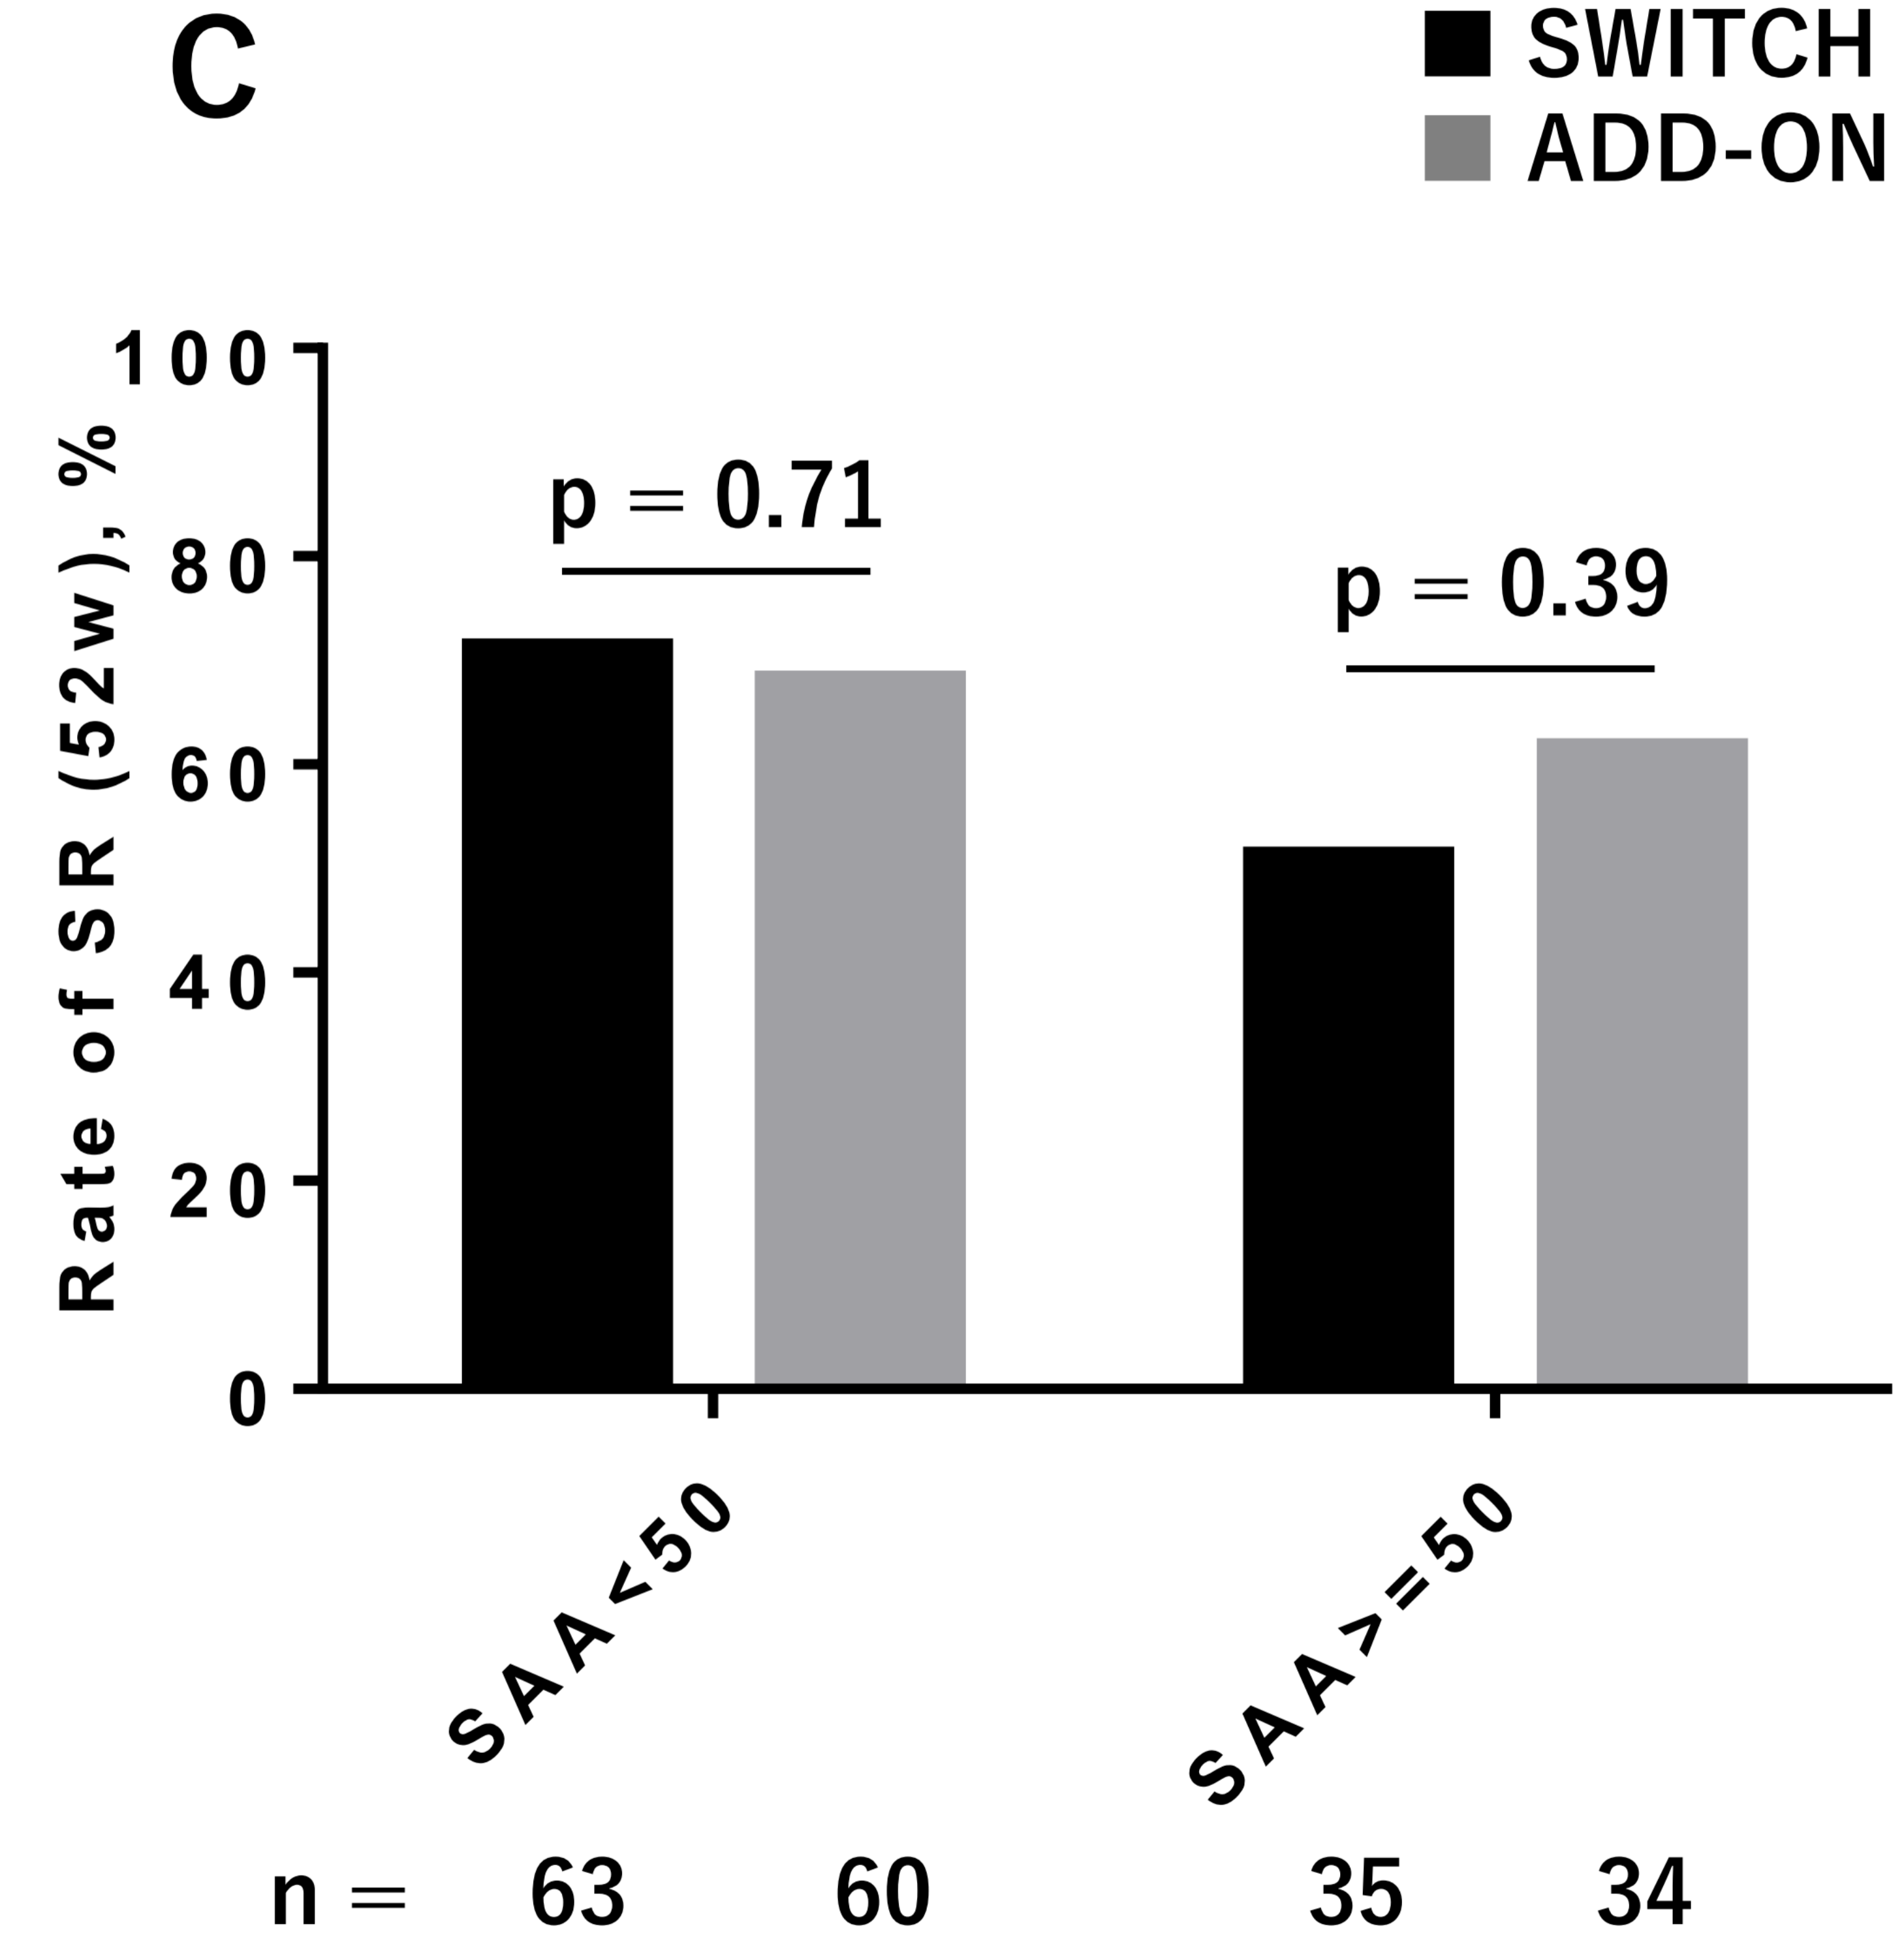 C
SWITCH
ADD-ON
Rate of SR (52w), %
100
80
60
40
20
0
p = 0.71
p = 0.39
SAA<50
SAA>=50
n = 63 60 35 34